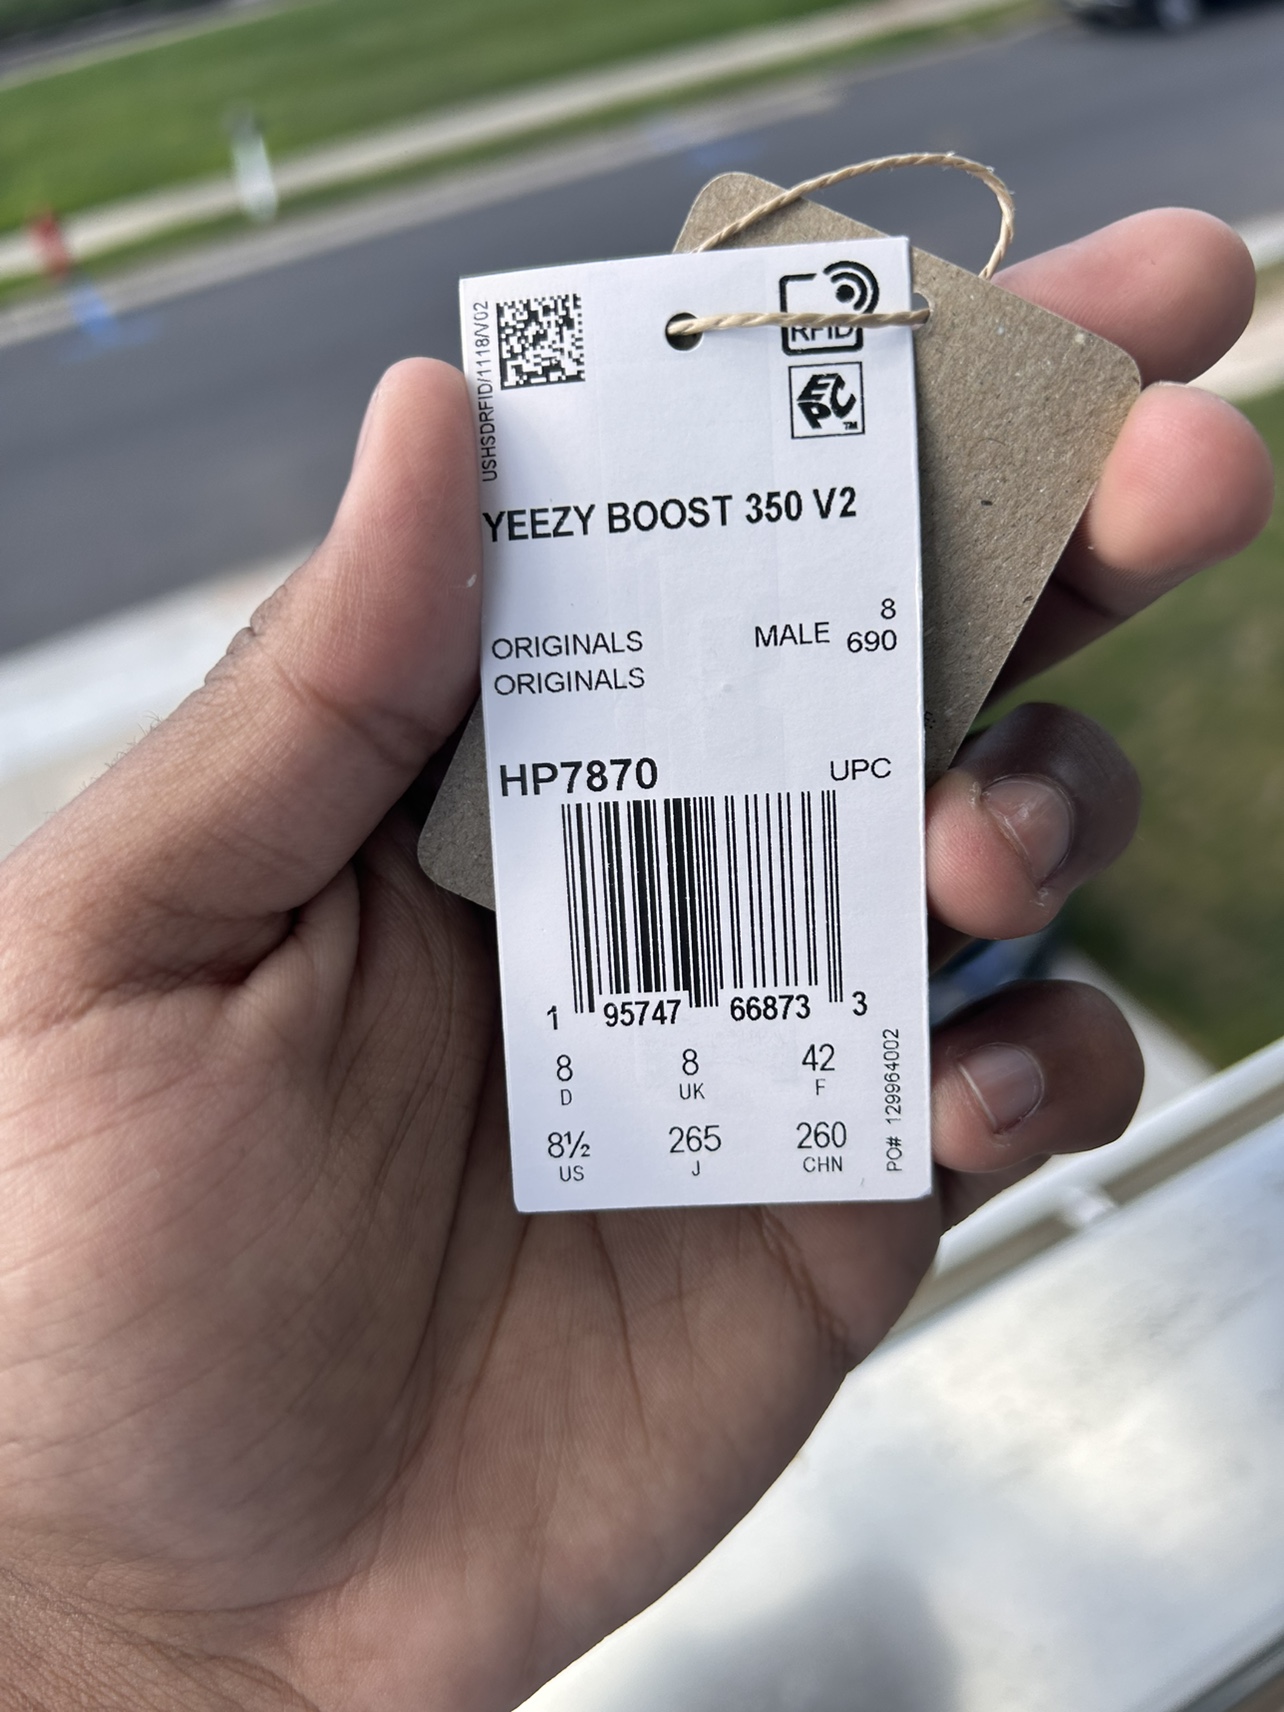 USHSDRFID/1118/V02
RFID
EPC™
YEEZY BOOST 350 V2
8
ORIGINALS MALE 690
ORIGINALS
HP7870 UPC
1 95747 66873 3
8 8 42
D UK F
8½ 265 260
US J CHN
PO# 129964002